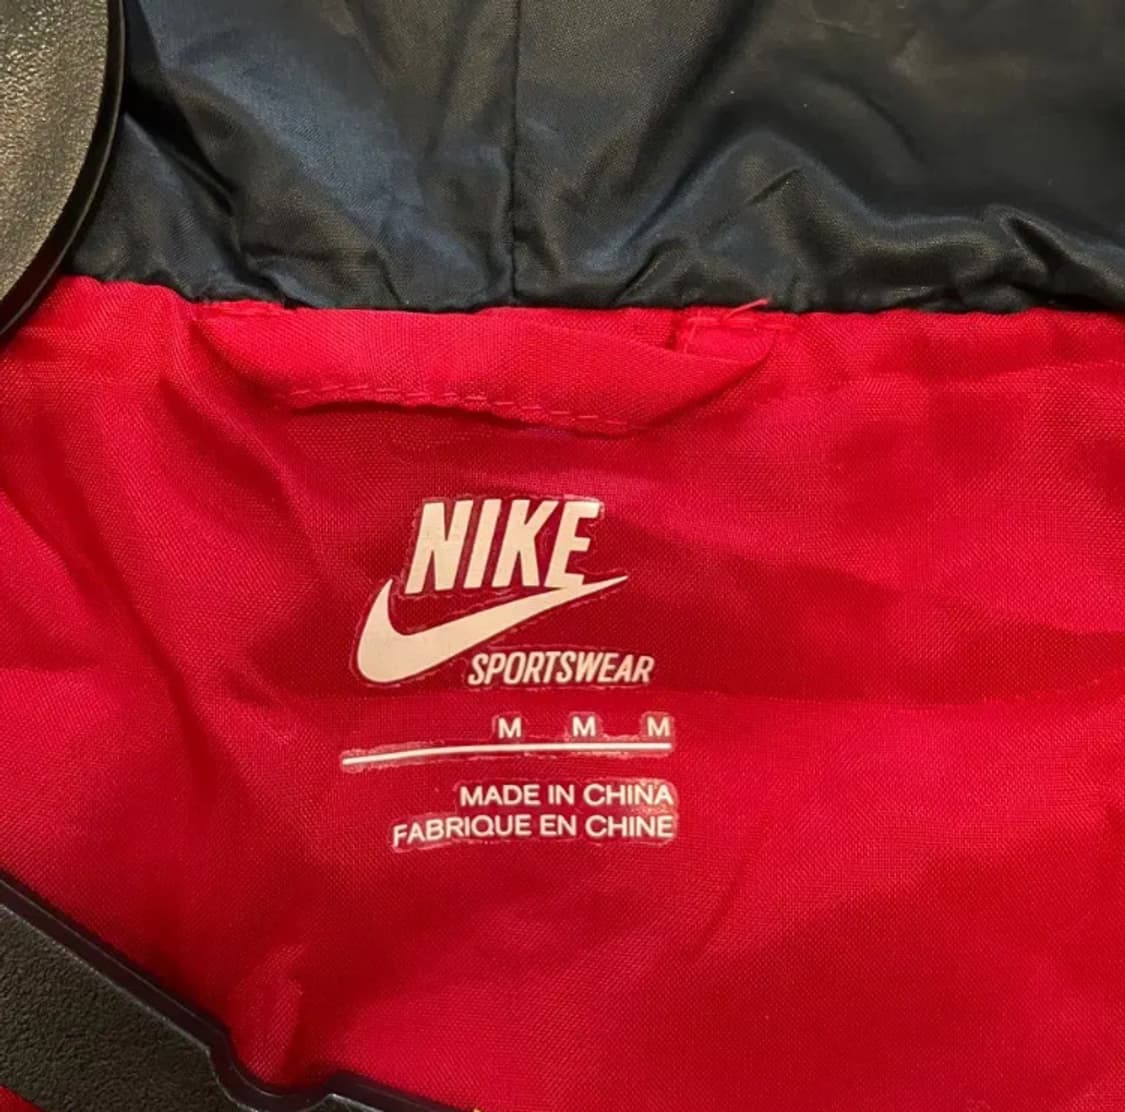 NIKE
SPORTSWEAR
M M M
MADE IN CHINA
FABRIQUE EN CHINE